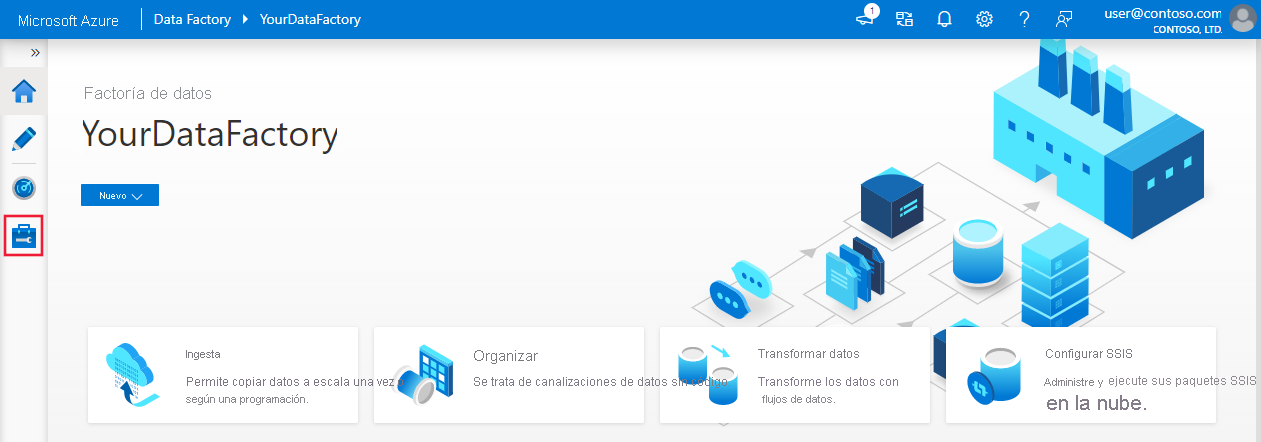 Microsoft Azure
Data Factory
YourDataFactory
1
user@contoso.com
CONTOSO, LTD.
»
Factoría de datos
YourDataFactory
Nuevo
Ingesta
Permite copiar datos a escala una vez o
según una programación.
Organizar
Se trata de canalizaciones de datos sin código.
Transformar datos
Transforme los datos con
flujos de datos.
Configurar SSIS
Administre y ejecute sus paquetes SSIS
en la nube.